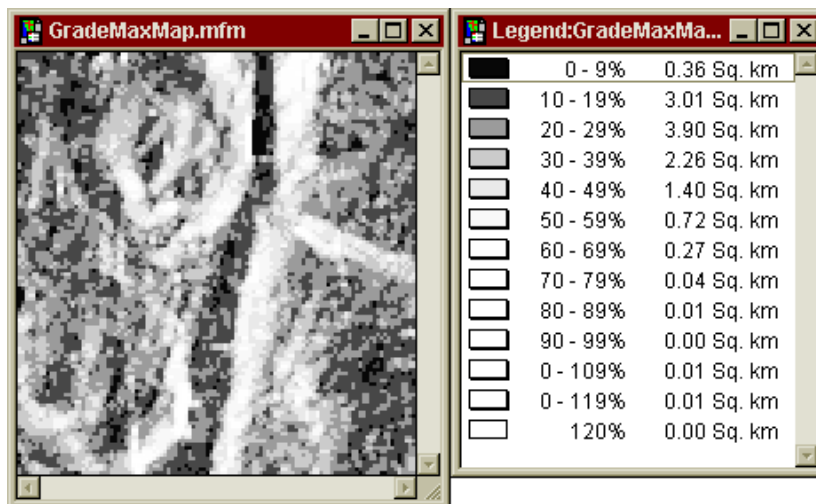 GradeMaxMap.mfm
Legend:GradeMaxMa...
0 - 9% 0.36 Sq. km
10 - 19% 3.01 Sq. km
20 - 29% 3.90 Sq. km
30 - 39% 2.26 Sq. km
40 - 49% 1.40 Sq. km
50 - 59% 0.72 Sq. km
60 - 69% 0.27 Sq. km
70 - 79% 0.04 Sq. km
80 - 89% 0.01 Sq. km
90 - 99% 0.00 Sq. km
0 - 109% 0.01 Sq. km
0 - 119% 0.01 Sq. km
120% 0.00 Sq. km